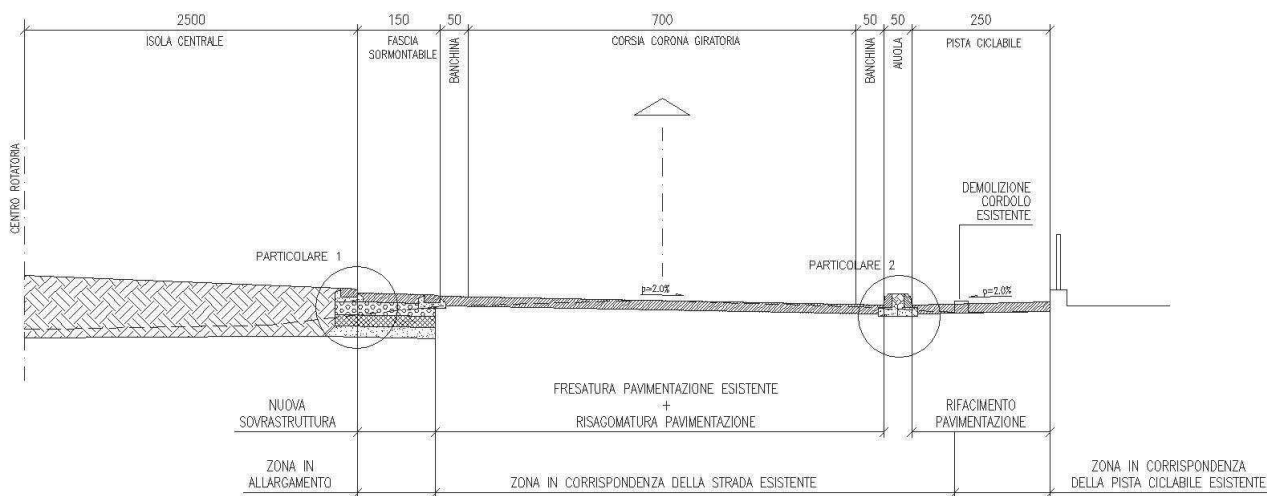 2500
150
50
700
50
50
250
ISOLA CENTRALE
FASCIA
SORMONTABILE
BANCHINA
CORSIA CORONA GIRATORIA
BANCHINA
AIUOLA
PISTA CICLABILE
CENTRO ROTATORIA
DEMOLIZIONE
CORDOLO
ESISTENTE
PARTICOLARE 1
PARTICOLARE 2
p=2.0%
p=2.0%
NUOVA
SOVRASTRUTTURA
FRESATURA PAVIMENTAZIONE ESISTENTE
+
RISAGOMATURA PAVIMENTAZIONE
RIFACIMENTO
PAVIMENTAZIONE
ZONA IN
ALLARGAMENTO
ZONA IN CORRISPONDENZA DELLA STRADA ESISTENTE
ZONA IN CORRISPONDENZA
DELLA PISTA CICLABILE ESISTENTE